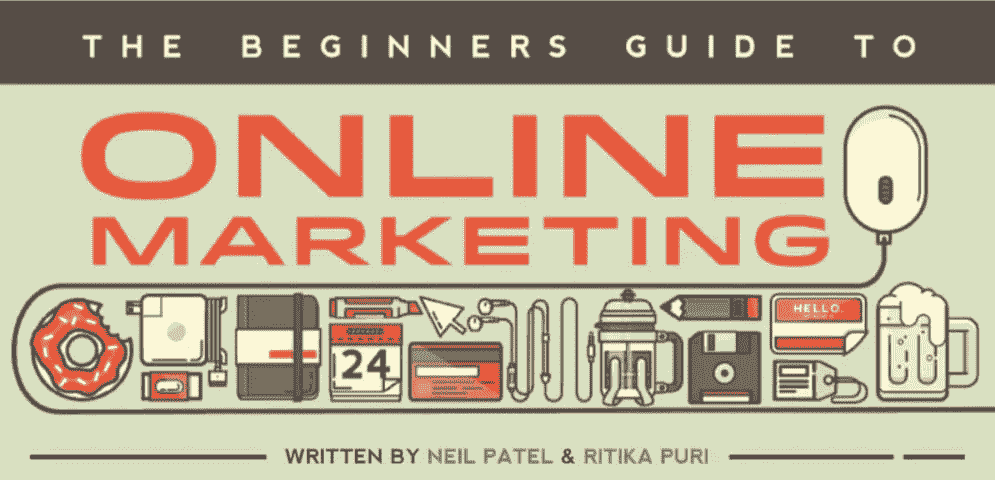 THE BEGINNERS GUIDE TO
ONLINE
MARKETING
24
HELLO.
WRITTEN BY NEIL PATEL & RITIKA PURI